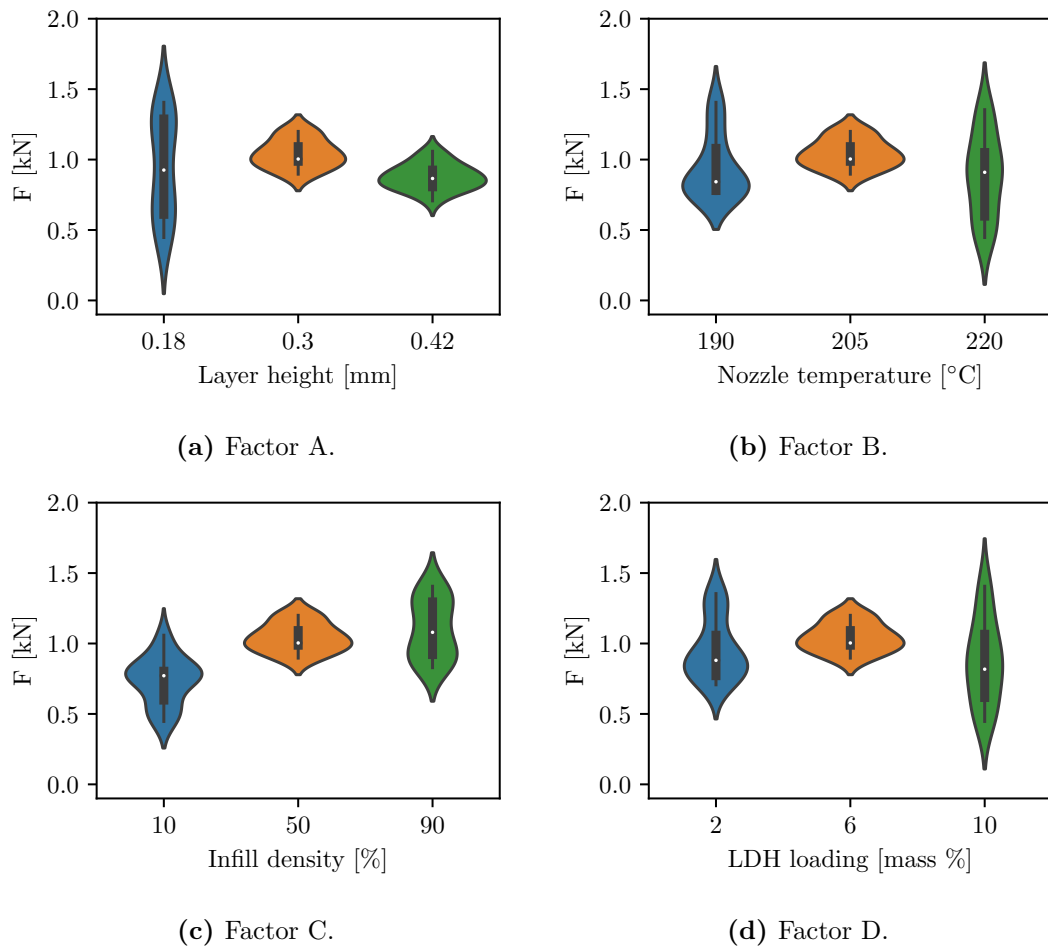 2.0
1.5
1.0
0.5
0.0
F [kN]
0.18 0.3 0.42
Layer height [mm]
(a) Factor A.
2.0
1.5
1.0
0.5
0.0
F [kN]
190 205 220
Nozzle temperature [°C]
(b) Factor B.
2.0
1.5
1.0
0.5
0.0
F [kN]
10 50 90
Infill density [%]
(c) Factor C.
2.0
1.5
1.0
0.5
0.0
F [kN]
2 6 10
LDH loading [mass %]
(d) Factor D.